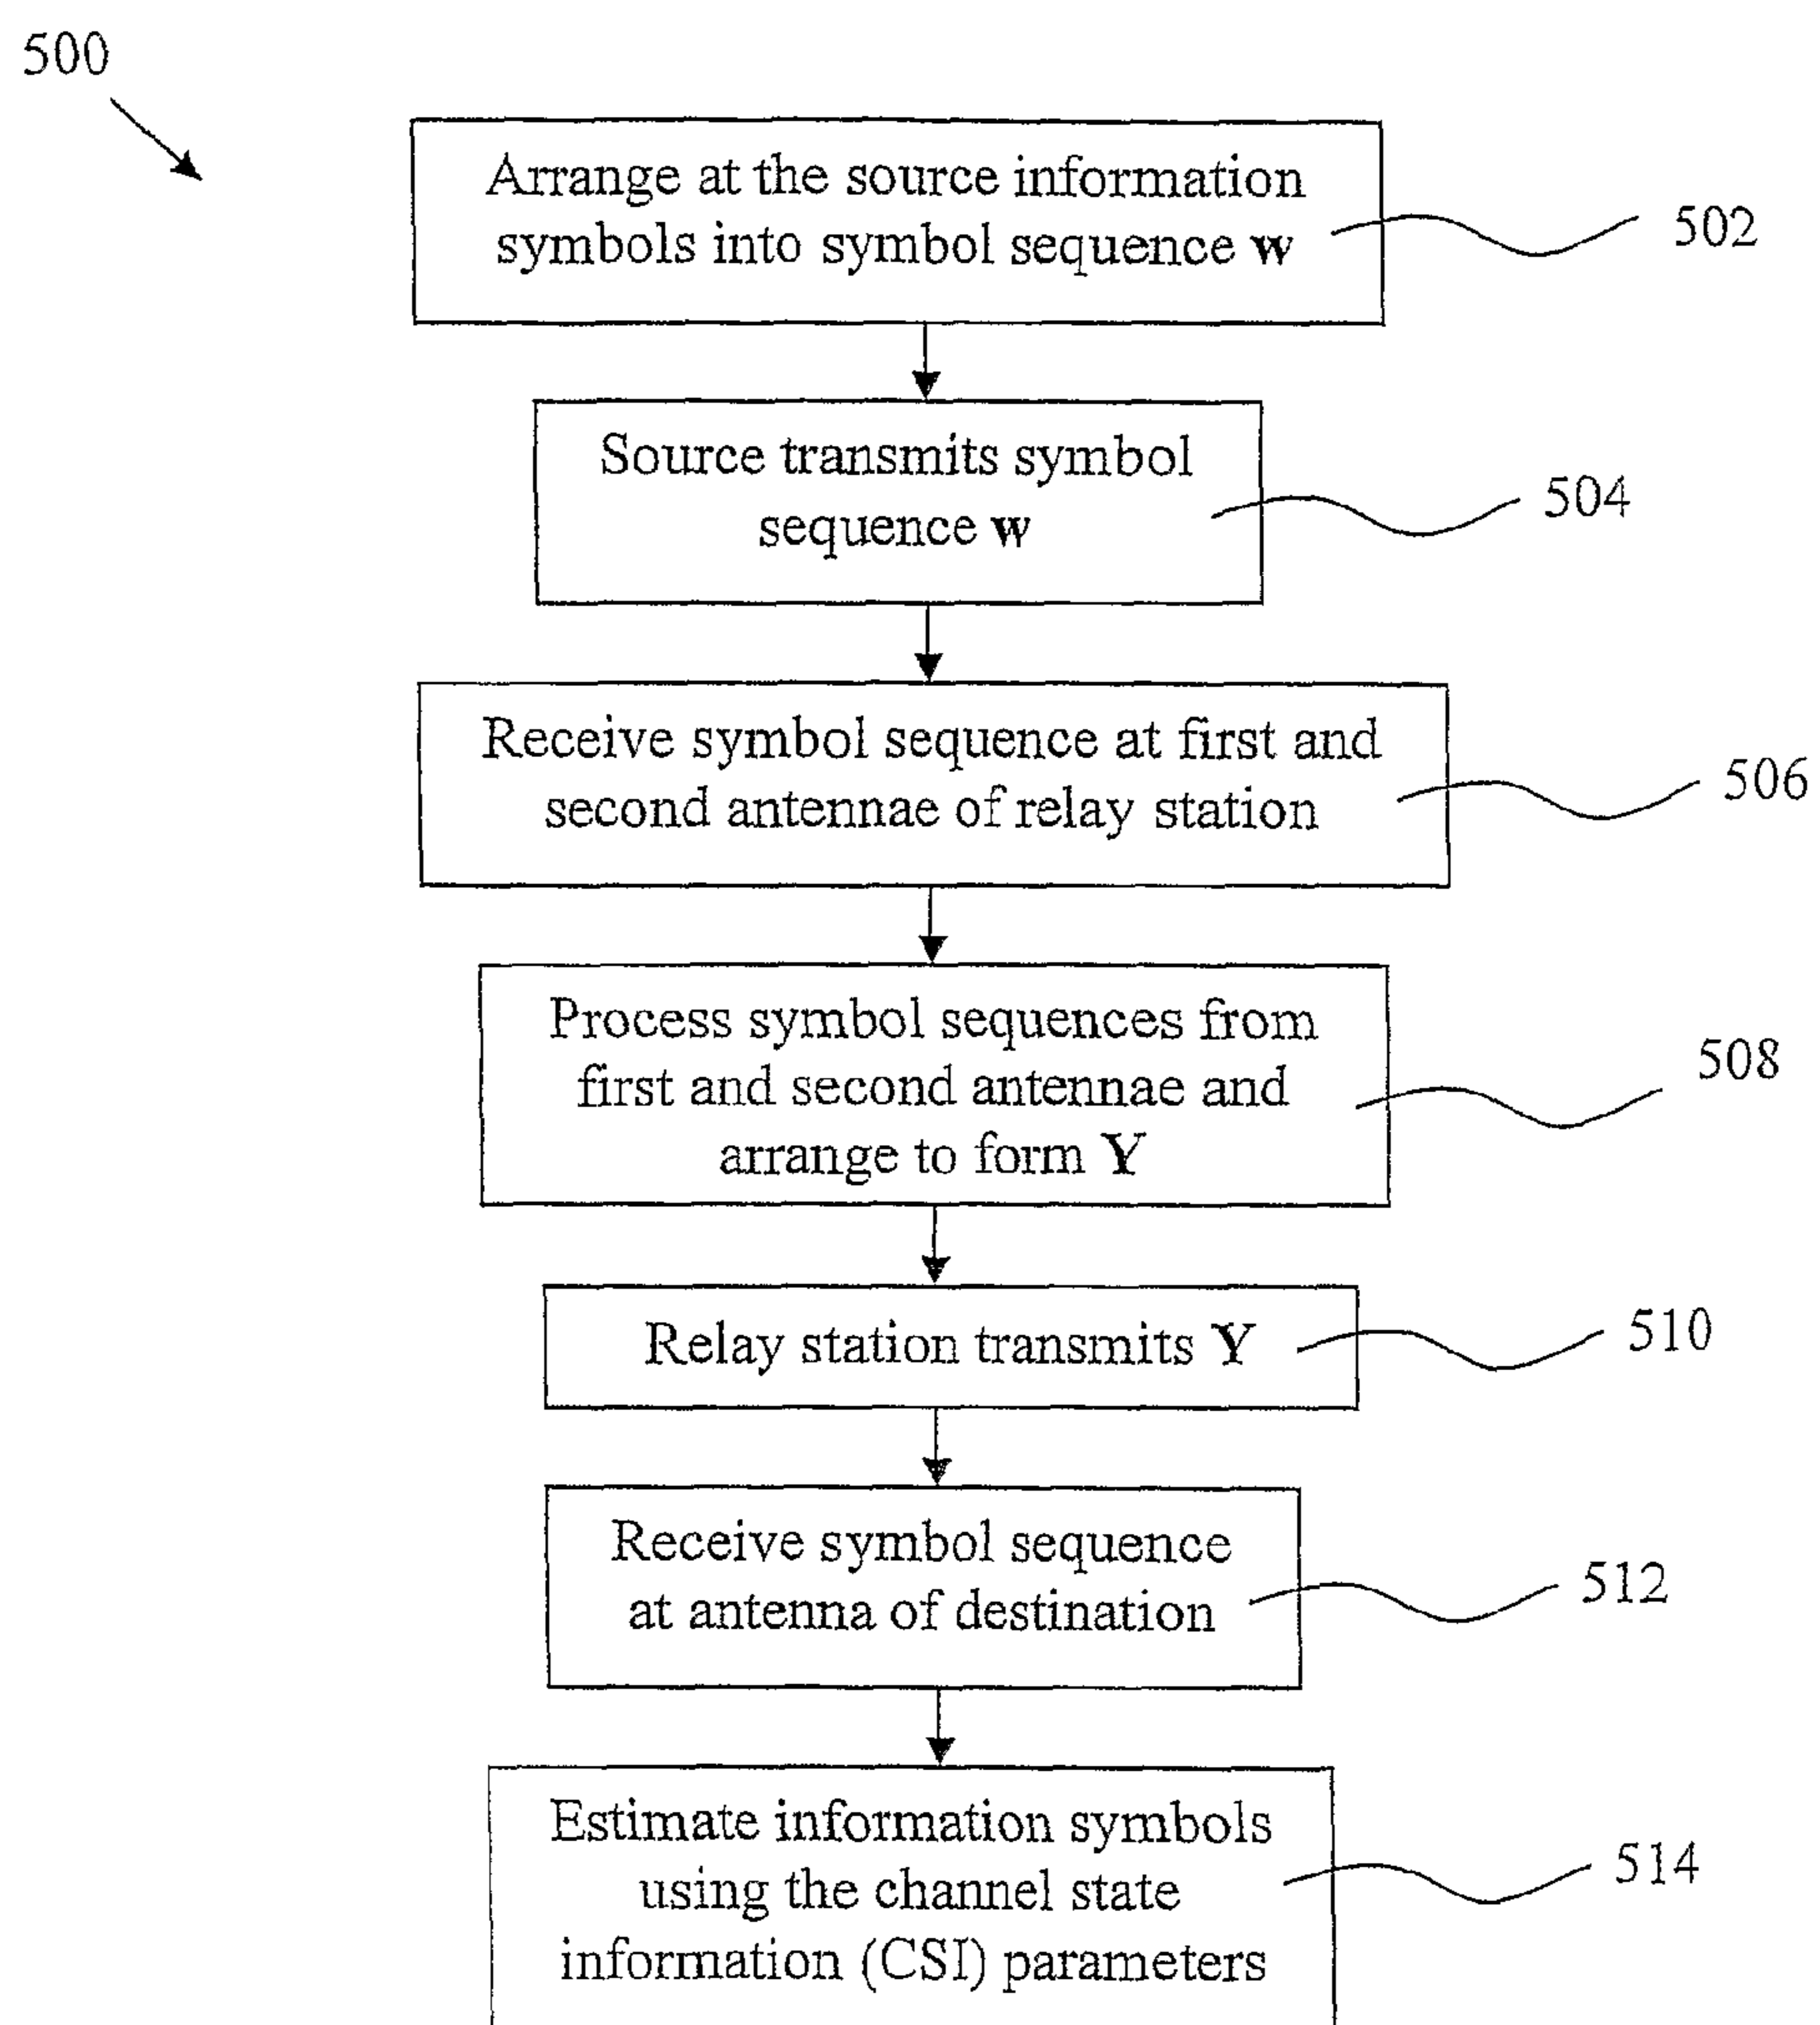 500
Arrange at the source information
symbols into symbol sequence w
502
Source transmits symbol
sequence w
504
Receive symbol sequence at first and
second antennae of relay station
506
Process symbol sequences from
first and second antennae and
arrange to form Y
508
Relay station transmits Y
510
Receive symbol sequence
at antenna of destination
512
Estimate information symbols
using the channel state
information (CSI) parameters
514